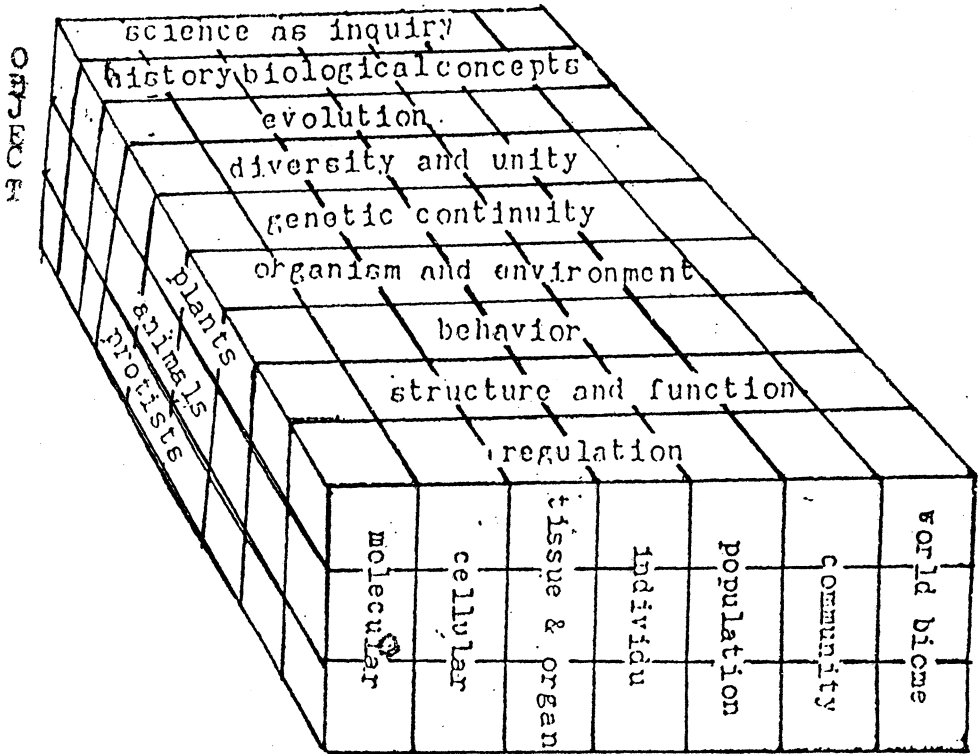 science as inquiry
history biological concepts
evolution
diversity and unity
genetic continuity
organism and environment
behavior
structure and function
regulation
OBJECT
plants
animals
protists
molecular
cellular
tissue & organ
individu
population
community
world biome